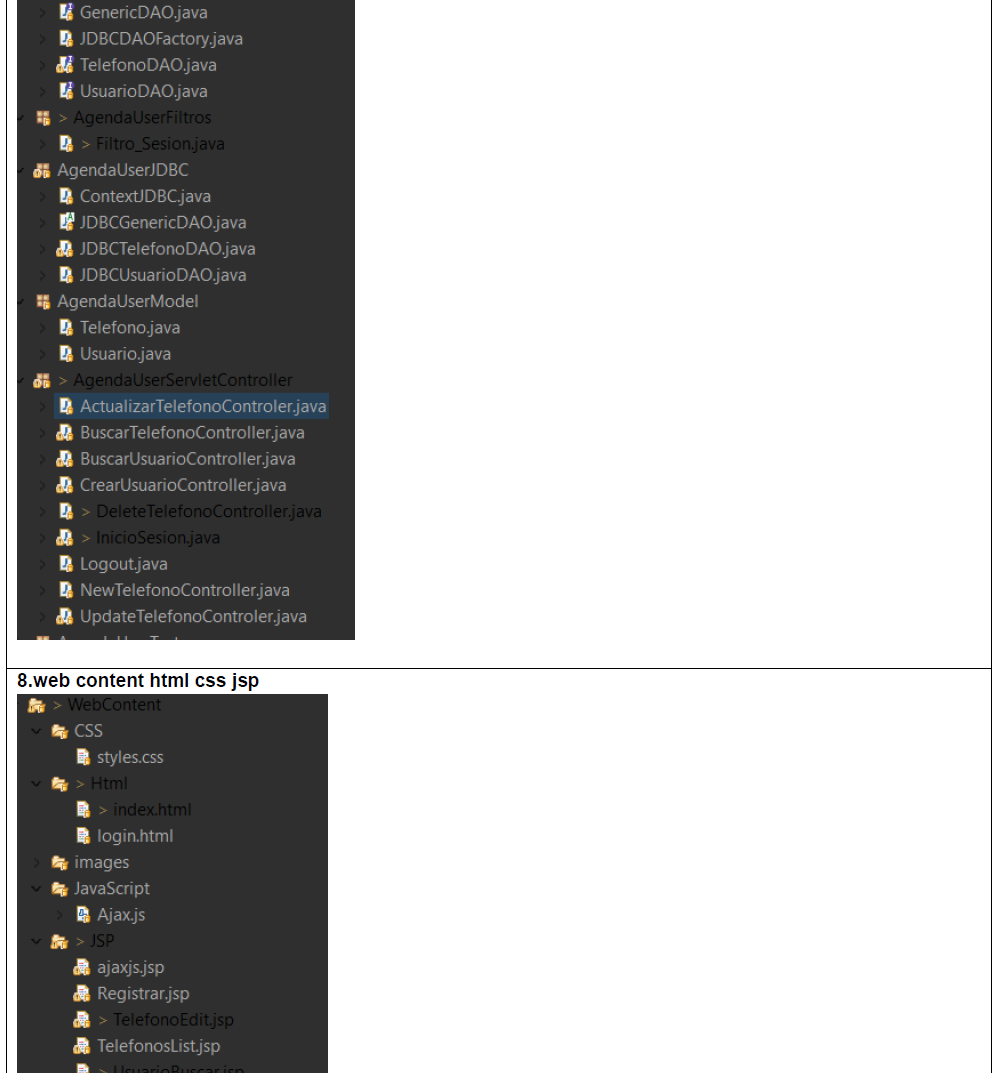 GenericDAO.java
JDBCDAOFactory.java
TelefonoDAO.java
UsuarioDAO.java
> AgendaUserFiltros
> Filtro_Sesion.java
AgendaUserJDBC
ContextJDBC.java
JDBCGenericDAO.java
JDBCTelefonoDAO.java
JDBCUsuarioDAO.java
AgendaUserModel
Telefono.java
Usuario.java
> AgendaUserServletController
ActualizarTelefonoControler.java
BuscarTelefonoController.java
BuscarUsuarioController.java
CrearUsuarioController.java
> DeleteTelefonoController.java
> InicioSesion.java
Logout.java
NewTelefonoController.java
UpdateTelefonoControler.java
8.web content html css jsp
> WebContent
CSS
styles.css
> Html
> index.html
login.html
images
JavaScript
Ajax.js
> JSP
ajaxjs.jsp
Registrar.jsp
> TelefonoEdit.jsp
TelefonosList.jsp
> UsuarioBuscar.jsp